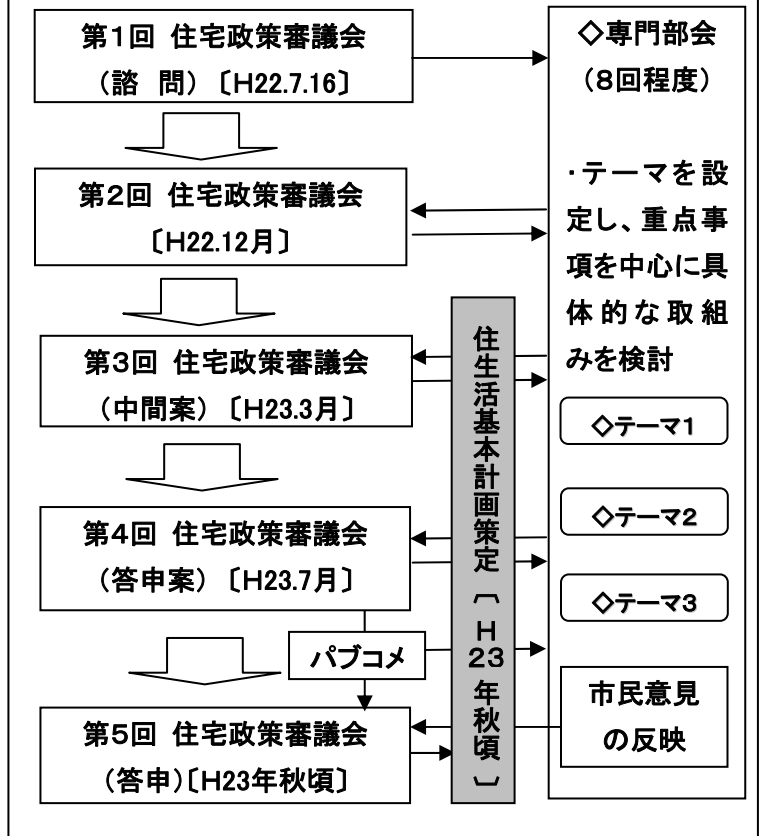 第1回 住宅政策審議会
（諮 問）〔H22.7.16〕
第2回 住宅政策審議会
〔H22.12月〕
第3回 住宅政策審議会
（中間案）〔H23.3月〕
第4回 住宅政策審議会
（答申案）〔H23.7月〕
パブコメ
第5回 住宅政策審議会
（答申）〔H23年秋頃〕
住生活基本計画策定〔H23年秋頃〕
◇専門部会
（8回程度）
・テーマを設
定し、重点事
項を中心に具
体的な取組
みを検討
◇テーマ1
◇テーマ2
◇テーマ3
市民意見
の反映